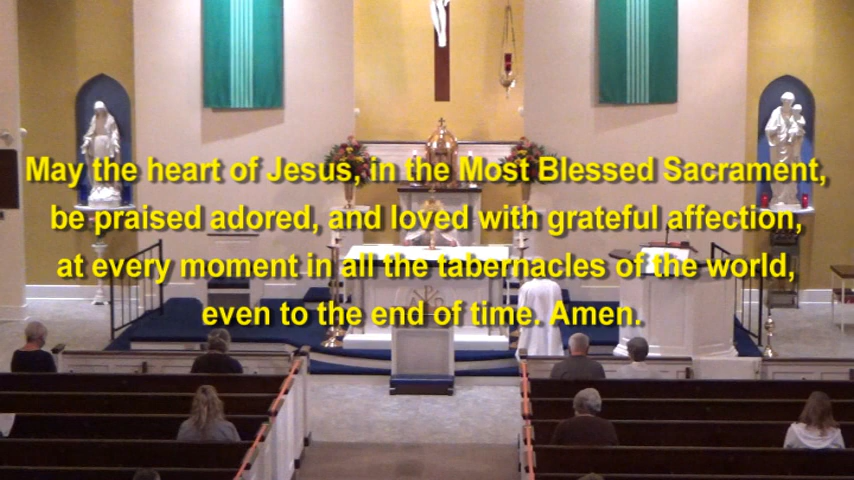 May the heart of Jesus, in the Most Blessed Sacrament,
be praised adored, and loved with grateful affection,
at every moment in all the tabernacles of the world,
even to the end of time. Amen.